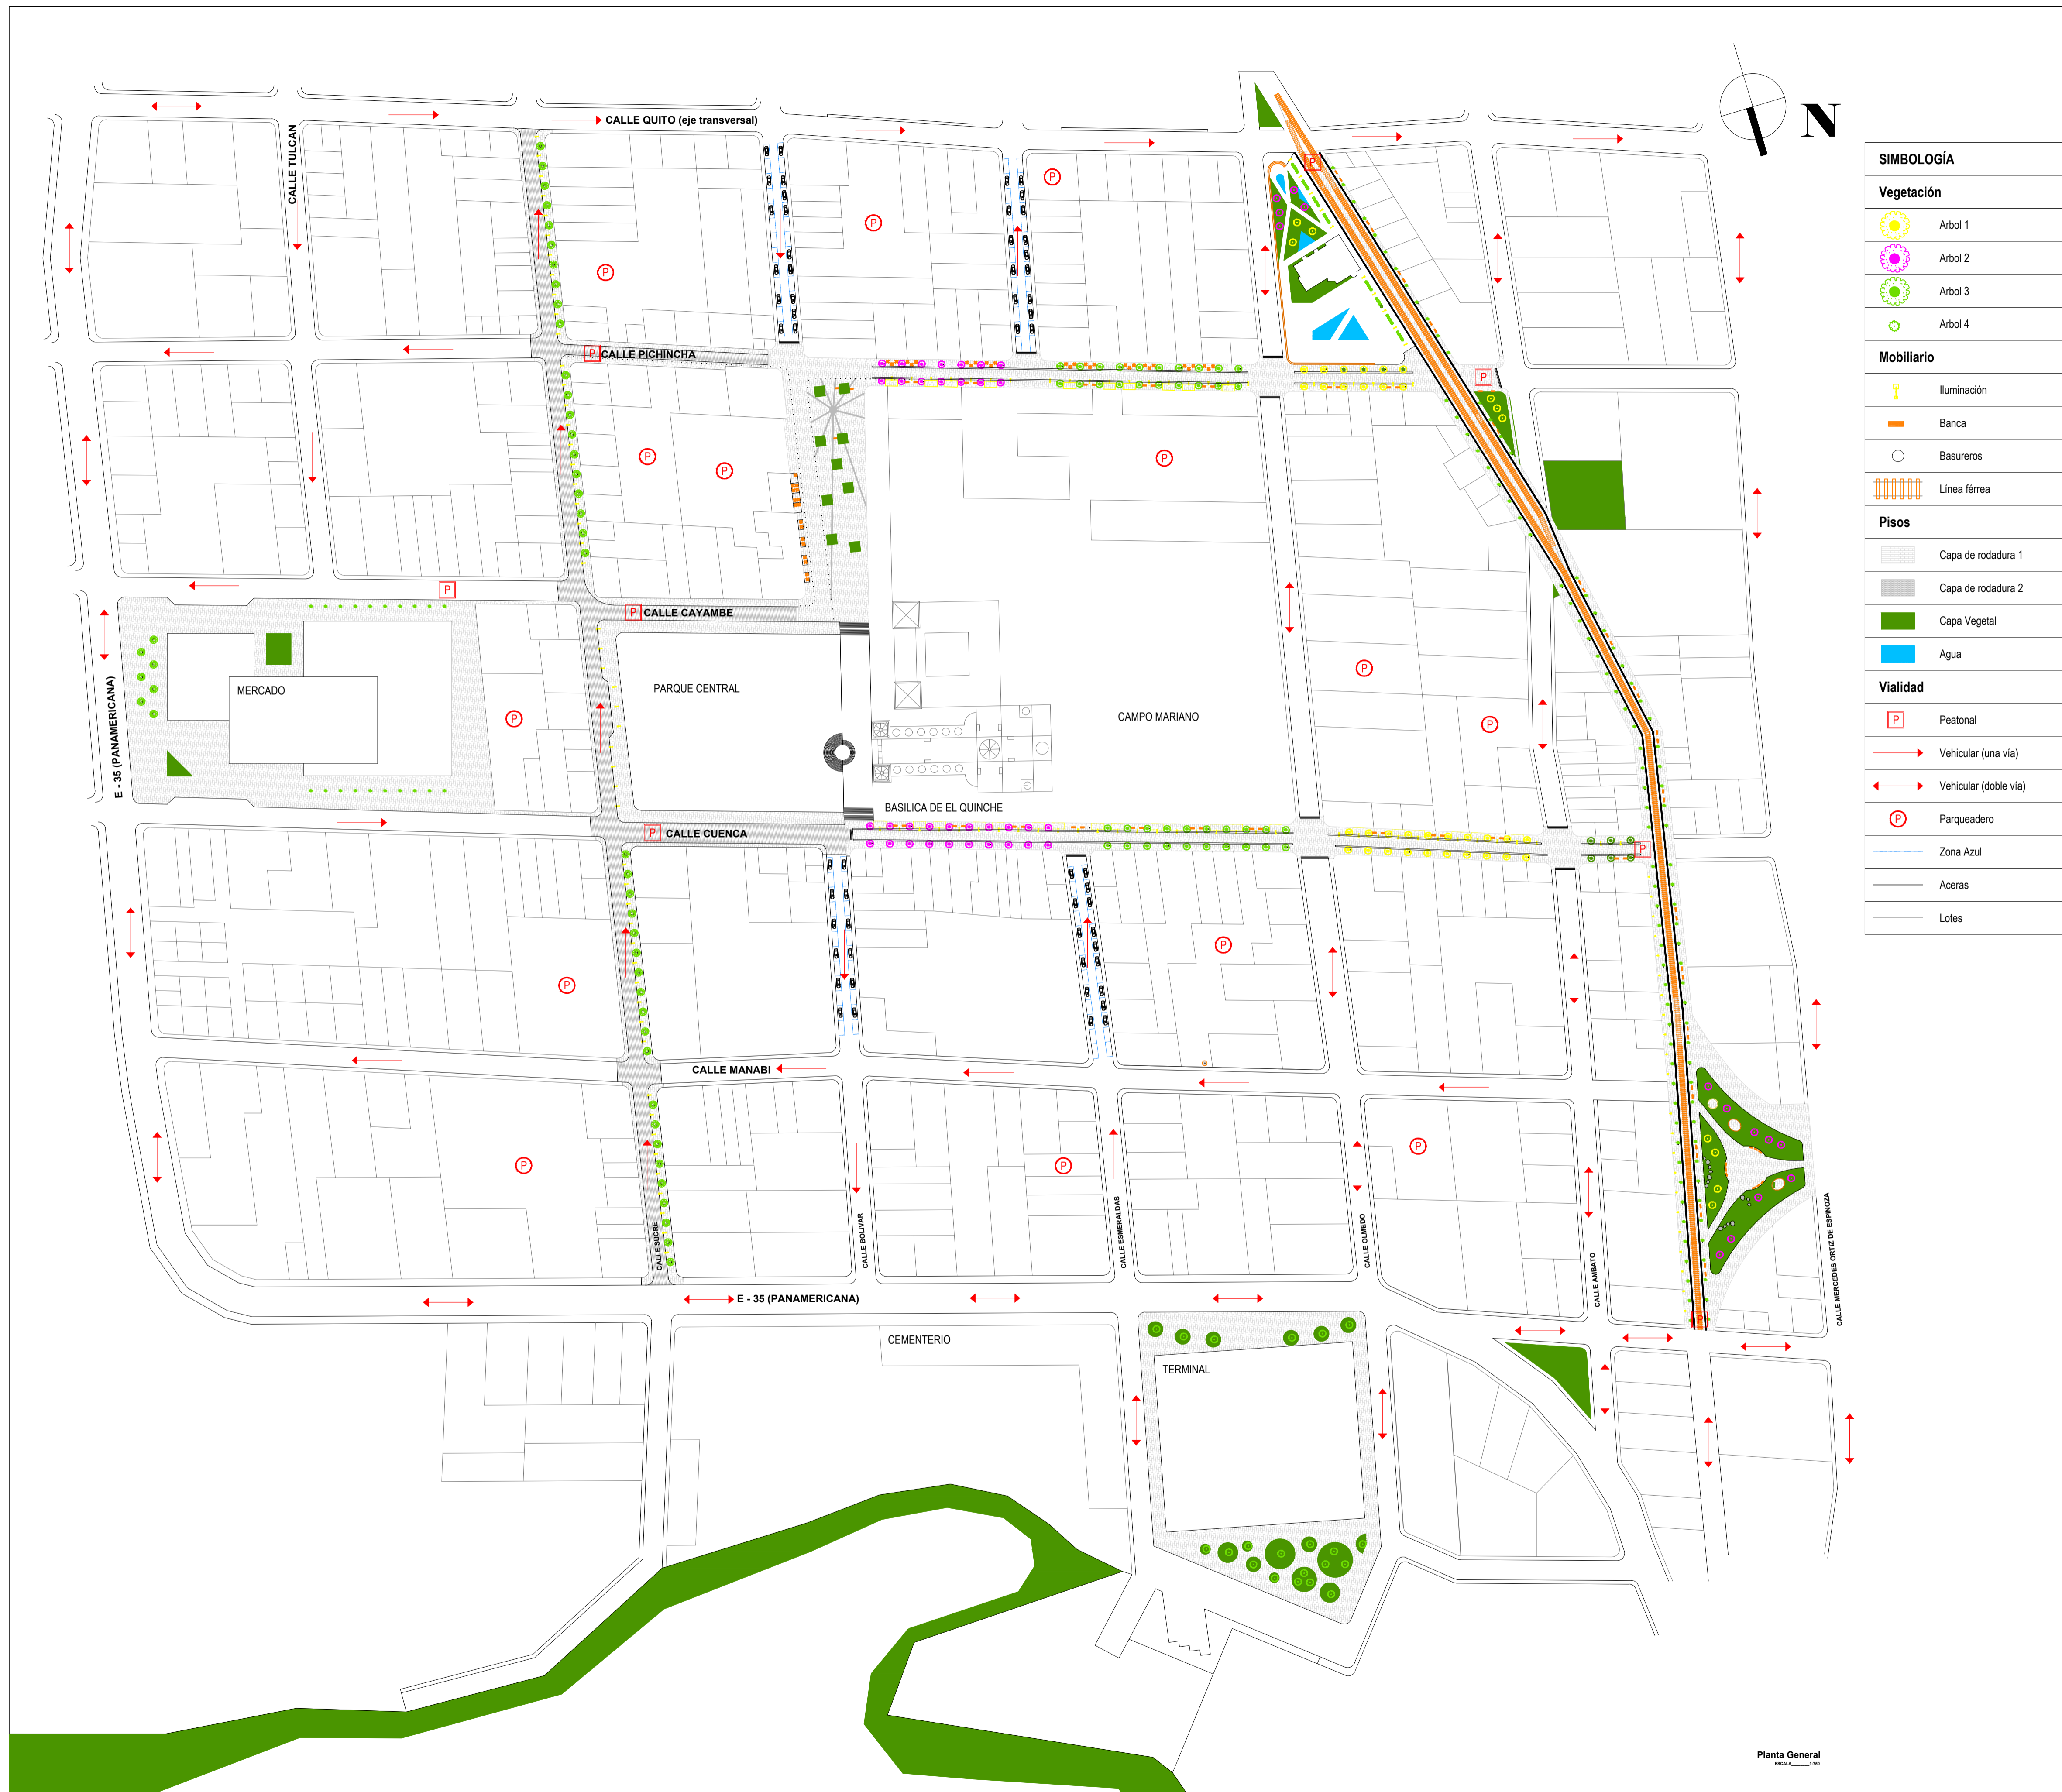 CALLE QUITO (eje transversal)
CALLE TULCAN
N
P
P
P
P
P
CALLE PICHINCHA
P
P
P
P
P
P
CALLE CAYAMBE
E - 35 (PANAMERICANA)
MERCADO
PARQUE CENTRAL
CAMPO MARIANO
P
P
P
BASILICA DE EL QUINCHE
P
CALLE CUENCA
P
P
P
CALLE MANABI
P
P
P
CALLE SUCRE
CALLE BOLIVAR
CALLE ESMERALDAS
CALLE OLMEDO
CALLE AMBATO
CALLE MERCEDES ORTIZ DE ESPINOZA
P
E - 35 (PANAMERICANA)
CEMENTERIO
TERMINAL
SIMBOLOGÍA
Vegetación
Arbol 1
Arbol 2
Arbol 3
Arbol 4
Mobiliario
Iluminación
Banca
Basureros
Línea férrea
Pisos
Capa de rodadura 1
Capa de rodadura 2
Capa Vegetal
Agua
Vialidad
P Peatonal
Vehicular (una vía)
Vehicular (doble vía)
P Parqueadero
Zona Azul
Aceras
Lotes
Planta General
ESCALA______1:750